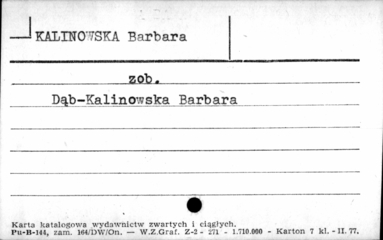 KALINOWSKA Barbara
zob.
Dąb-Kalinowska Barbara
Karta katalogowa wydawnictw zwartych i ciągłych.
Pu-B-144, zam. 164/DW/On. — W.Z.Graf. Z-2 - 271 - 1.710.000 - Karton 7 kl. - II. 77.